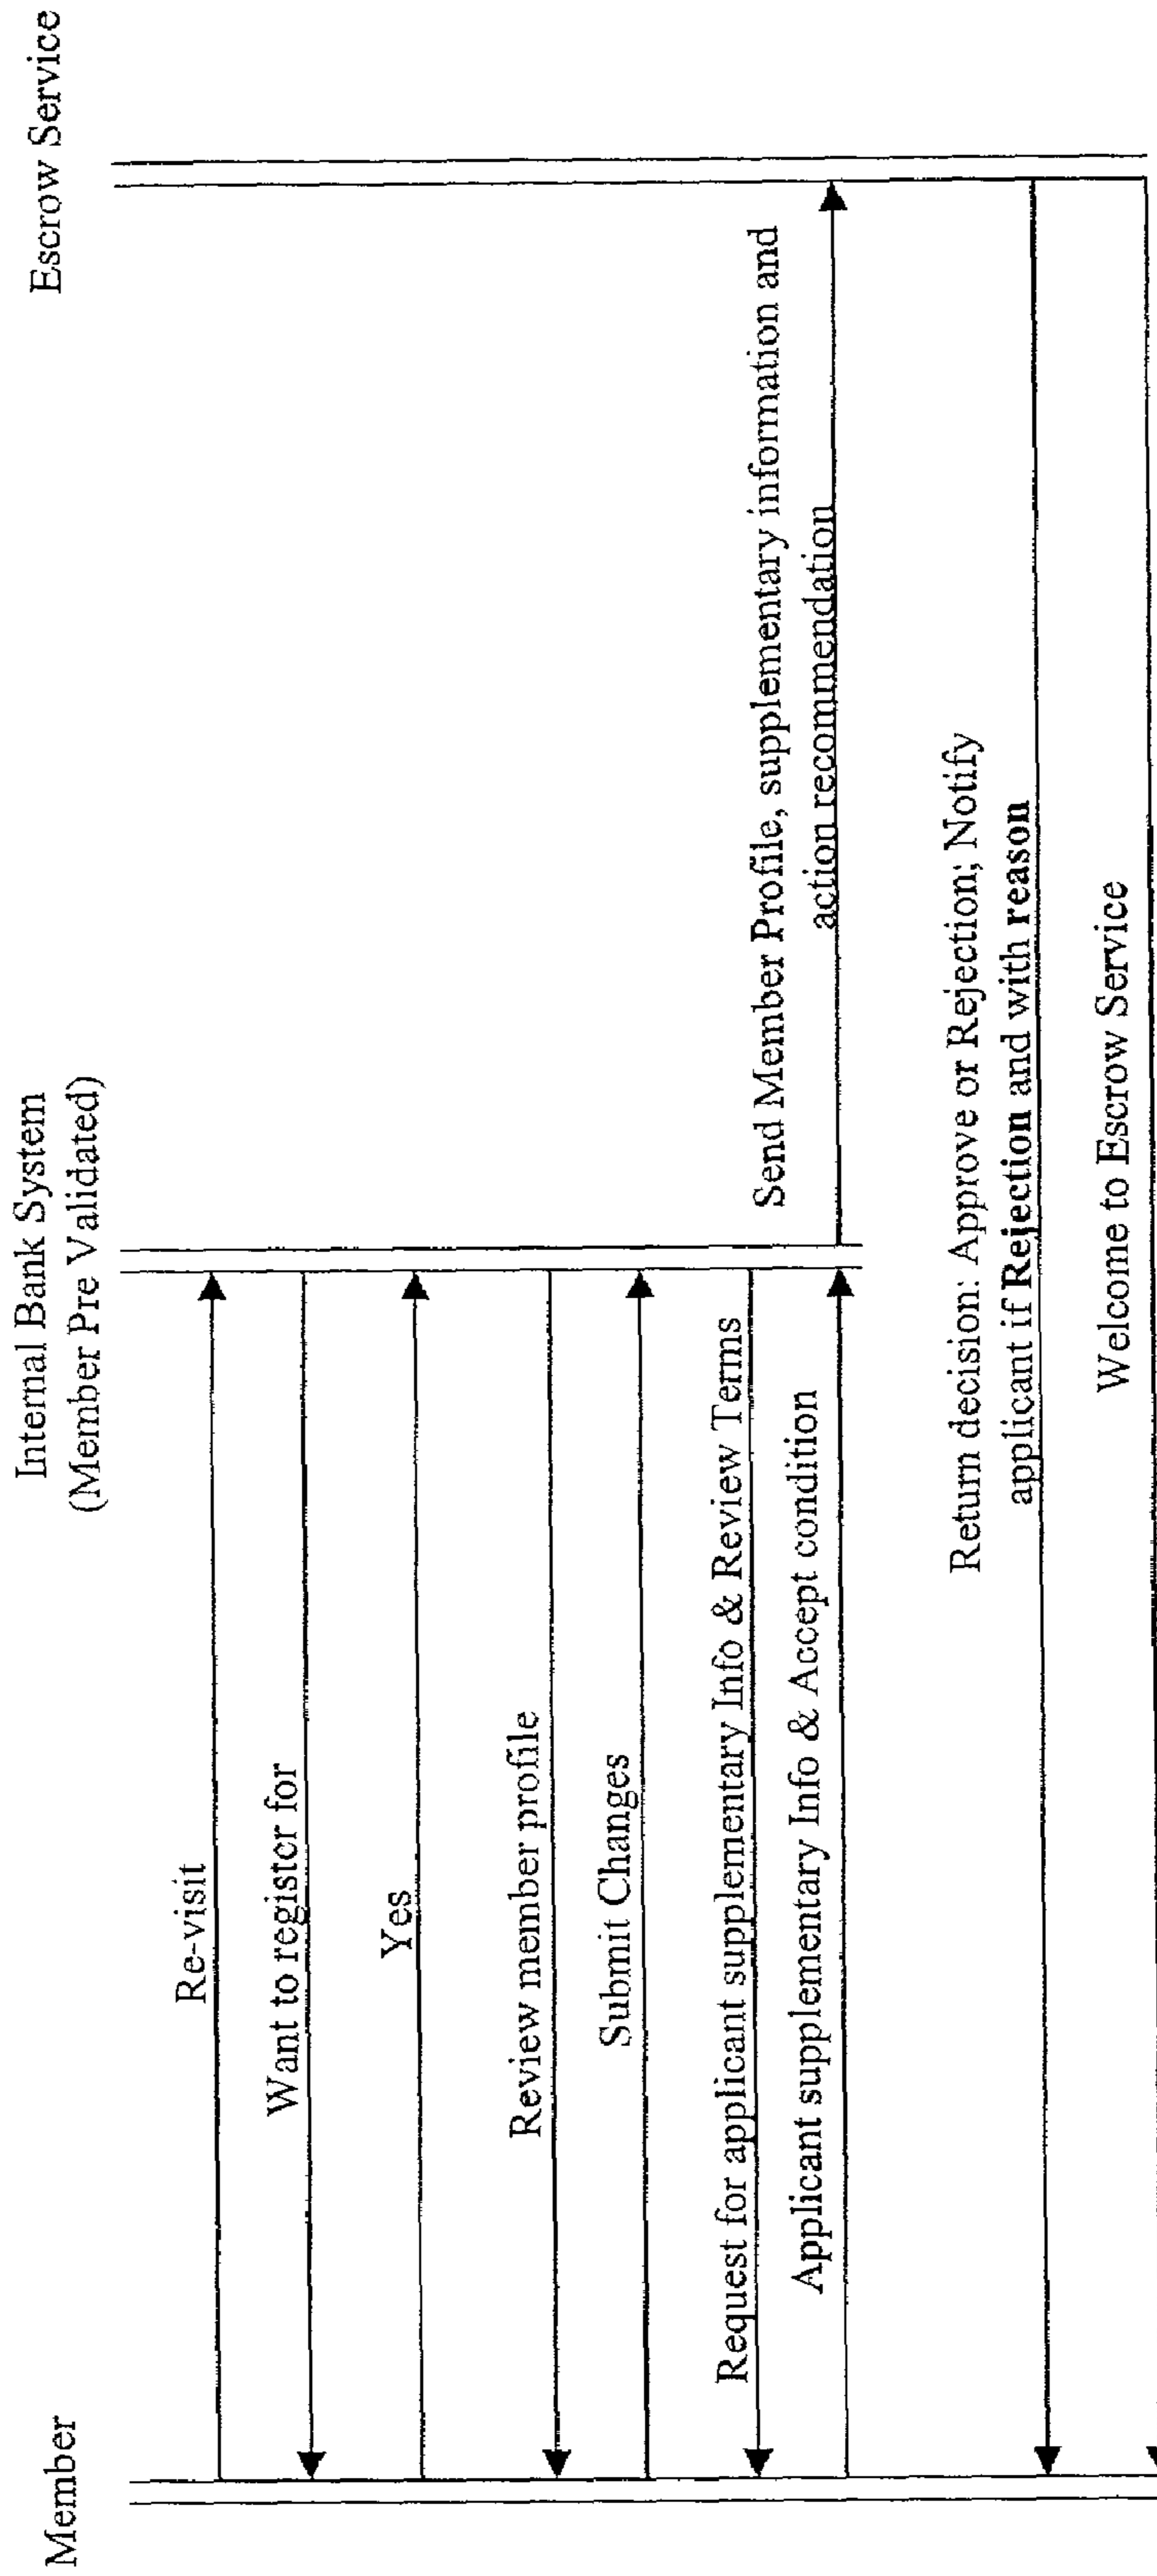 Member
Internal Bank System
(Member Pre Validated)
Escrow Service
Re-visit
Want to register for
Yes
Review member profile
Submit Changes
Request for applicant supplementary Info & Review Terms
Applicant supplementary Info & Accept condition
Send Member Profile, supplementary information and
action recommendation
Return decision: Approve or Rejection; Notify
applicant if Rejection and with reason
Welcome to Escrow Service